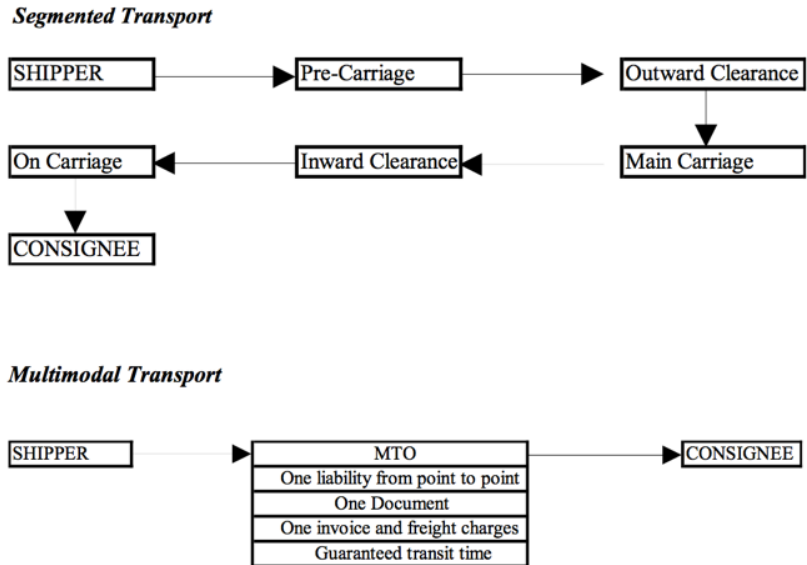 Segmented Transport
SHIPPER
Pre-Carriage
Outward Clearance
On Carriage
Inward Clearance
Main Carriage
CONSIGNEE
Multimodal Transport
SHIPPER
MTO
CONSIGNEE
One liability from point to point
One Document
One invoice and freight charges
Guaranteed transit time